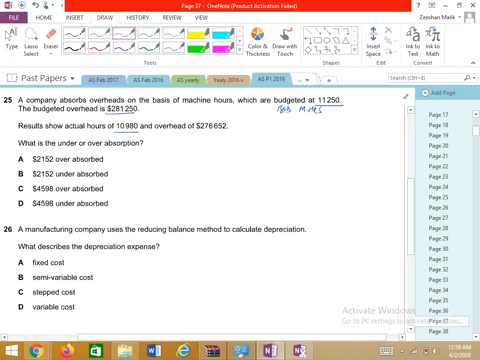 Page 37 - OneNote (Product Activation Failed)
Zeeshan Malik
FILE HOME INSERT DRAW HISTORY REVIEW VIEW
Type
Lasso Select
Eraser
Pan
Color & Thickness
Draw with Touch
Insert Space
Ink to Text
Ink to Math
Tools
Shapes
Edit
Convert
Past Papers
AS Feb 2017
AS Feb 2016
AS yearly
Yearly 2016 v
AS P1 2019
Search (Ctrl+E)
Add Page
25 A company absorbs overheads on the basis of machine hours, which are budgeted at 11 250.
The budgeted overhead is $281 250.
Results show actual hours of 10 980 and overhead of $276 652.
What is the under or over absorption?
A $2152 over absorbed
B $2152 under absorbed
C $4598 over absorbed
D $4598 under absorbed
26 A manufacturing company uses the reducing balance method to calculate depreciation.
What describes the depreciation expense?
A fixed cost
B semi-variable cost
C stepped cost
D variable cost
Page 17
Page 18
Page 19
Page 20
Page 21
Page 22
Page 23
Page 24
Page 25
Page 26
Page 27
Page 28
Page 29
Page 30
Page 31
Page 32
Page 33
Page 34
Page 35
Page 36
Page 37
Page 38
Activate Windows
Go to PC settings to activate Windows.
12:39 AM
4/2/2020